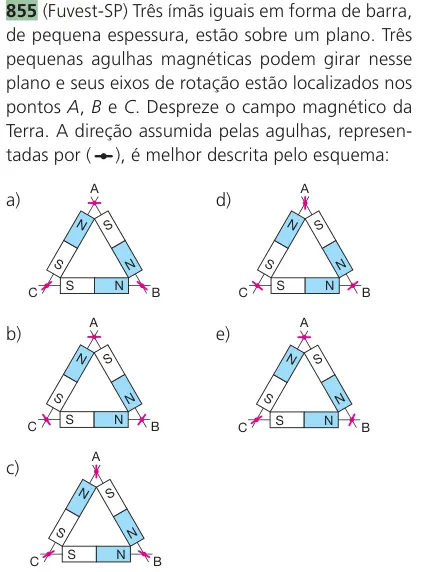 855 (Fuvest-SP) Três ímãs iguais em forma de barra,
de pequena espessura, estão sobre um plano. Três
pequenas agulhas magnéticas podem girar nesse
plano e seus eixos de rotação estão localizados nos
pontos A, B e C. Despreze o campo magnético da
Terra. A direção assumida pelas agulhas, represen-
tadas por ( ), é melhor descrita pelo esquema:
a)
A
N S
S N
C S N B
d)
A
N S
S N
C S N B
b)
A
N S
S N
C S N B
e)
A
N S
S N
C S N B
c)
A
N S
S N
C S N B